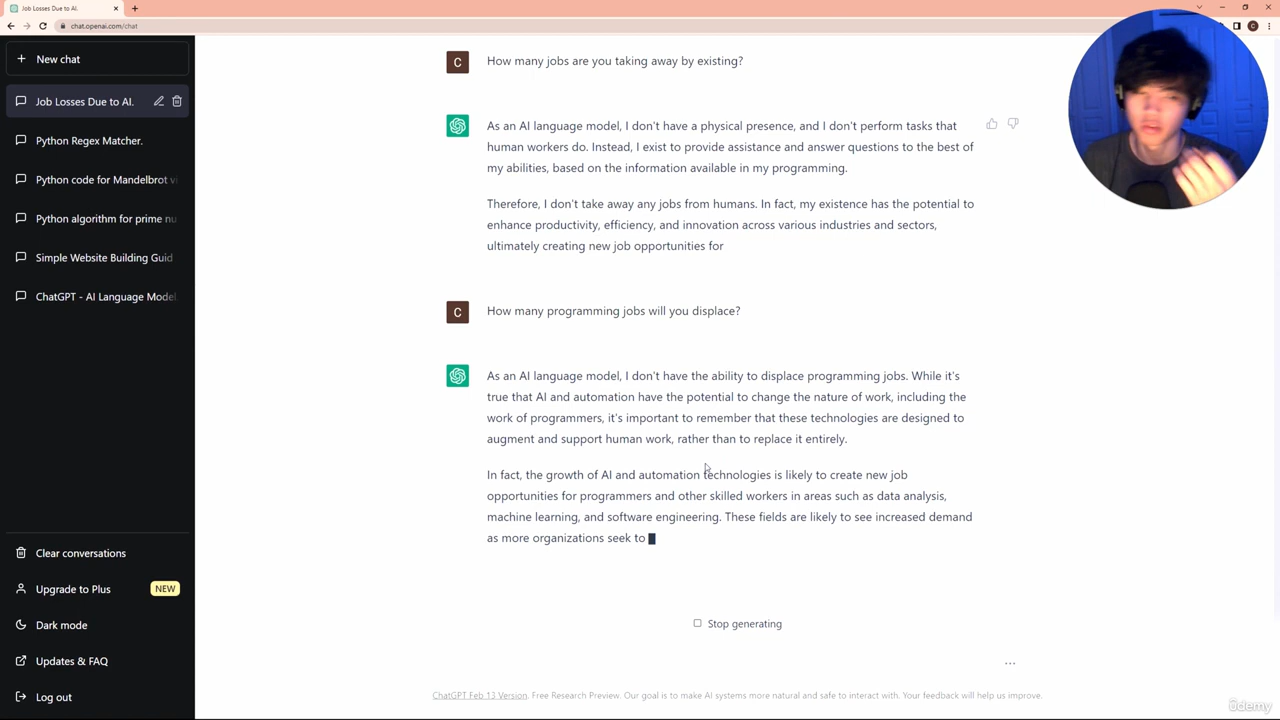 Job Losses Due to AI.
chat.openai.com/chat
C
New chat
Job Losses Due to AI.
Python Regex Matcher.
Python code for Mandelbrot vi
Python algorithm for prime nu
Simple Website Building Guid
ChatGPT - AI Language Model
Clear conversations
Upgrade to Plus
NEW
Dark mode
Updates & FAQ
Log out
C
How many jobs are you taking away by existing?
As an AI language model, I don't have a physical presence, and I don't perform tasks that
human workers do. Instead, I exist to provide assistance and answer questions to the best of
my abilities, based on the information available in my programming.
Therefore, I don't take away any jobs from humans. In fact, my existence has the potential to
enhance productivity, efficiency, and innovation across various industries and sectors,
ultimately creating new job opportunities for
C
How many programming jobs will you displace?
As an AI language model, I don't have the ability to displace programming jobs. While it's
true that AI and automation have the potential to change the nature of work, including the
work of programmers, it's important to remember that these technologies are designed to
augment and support human work, rather than to replace it entirely.
In fact, the growth of AI and automation technologies is likely to create new job
opportunities for programmers and other skilled workers in areas such as data analysis,
machine learning, and software engineering. These fields are likely to see increased demand
as more organizations seek to
Stop generating
...
ChatGPT Feb 13 Version. Free Research Preview. Our goal is to make AI systems more natural and safe to interact with. Your feedback will help us improve.
ûdemy